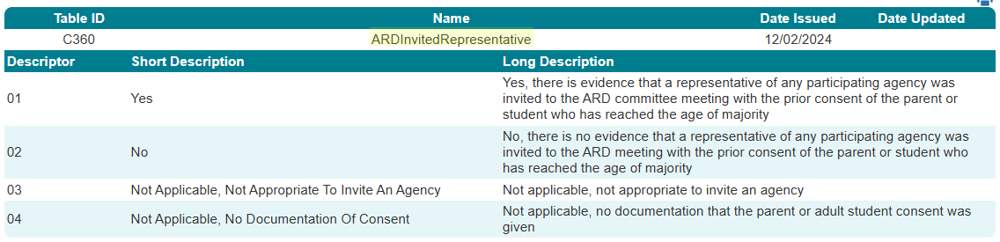 Table ID Name Date Issued Date Updated
C360 ARDInvitedRepresentative 12/02/2024
Descriptor Short Description Long Description
01 Yes Yes, there is evidence that a representative of any participating agency was
invited to the ARD committee meeting with the prior consent of the parent or
student who has reached the age of majority
02 No No, there is no evidence that a representative of any participating agency was
invited to the ARD meeting with the prior consent of the parent or student who
has reached the age of majority
03 Not Applicable, Not Appropriate To Invite An Agency Not applicable, not appropriate to invite an agency
04 Not Applicable, No Documentation Of Consent Not applicable, no documentation that the parent or adult student consent was
given